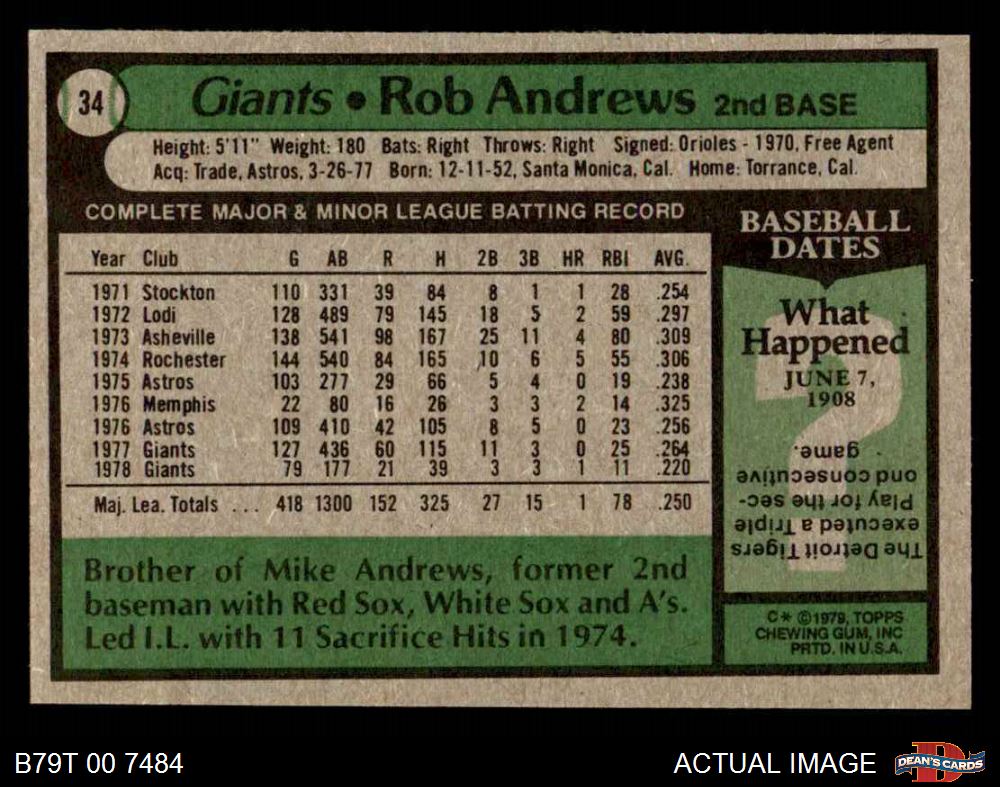 34 Giants • Rob Andrews 2nd BASE
Height: 5'11" Weight: 180 Bats: Right Throws: Right Signed: Orioles - 1970, Free Agent
Acq: Trade, Astros, 3-26-77 Born: 12-11-52, Santa Monica, Cal. Home: Torrance, Cal.
COMPLETE MAJOR & MINOR LEAGUE BATTING RECORD
Year Club G AB R H 2B 3B HR RBI AVG.
1971 Stockton 110 331 39 84 8 1 1 28 .254
1972 Lodi 128 489 79 145 18 5 2 59 .297
1973 Asheville 138 541 98 167 25 11 4 80 .309
1974 Rochester 144 540 84 165 10 6 5 55 .306
1975 Astros 103 277 29 66 5 4 0 19 .238
1976 Memphis 22 80 16 26 3 3 2 14 .325
1976 Astros 109 410 42 105 8 5 0 23 .256
1977 Giants 127 436 60 115 11 3 0 25 .264
1978 Giants 79 177 21 39 3 3 1 11 .220
Maj. Lea. Totals ... 418 1300 152 325 27 15 1 78 .250
Brother of Mike Andrews, former 2nd
baseman with Red Sox, White Sox and A's.
Led I.L. with 11 Sacrifice Hits in 1974.
BASEBALL
DATES
What
Happened
JUNE 7,
1908
The Detroit Tigers
executed a Triple
Play for the sec-
ond consecutive
game.
C* ©1979, TOPPS
CHEWING GUM, INC
PRTD. IN U.S.A.
B79T 00 7484
ACTUAL IMAGE
DEAN'S CARDS